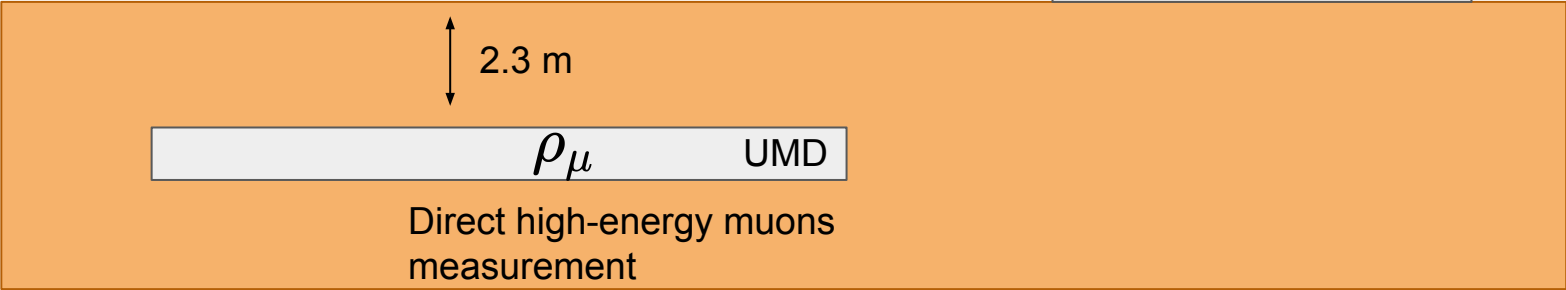 2.3 m
ρμ UMD
Direct high-energy muons
measurement